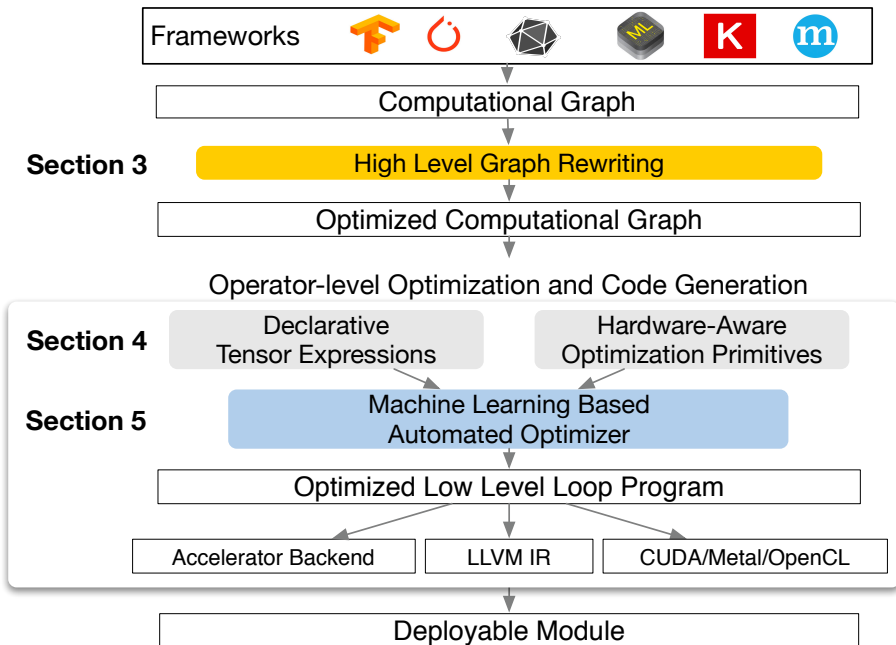 Frameworks
ML
K
m
Computational Graph
Section 3
High Level Graph Rewriting
Optimized Computational Graph
Operator-level Optimization and Code Generation
Section 4
Declarative
Tensor Expressions
Hardware-Aware
Optimization Primitives
Section 5
Machine Learning Based
Automated Optimizer
Optimized Low Level Loop Program
Accelerator Backend
LLVM IR
CUDA/Metal/OpenCL
Deployable Module